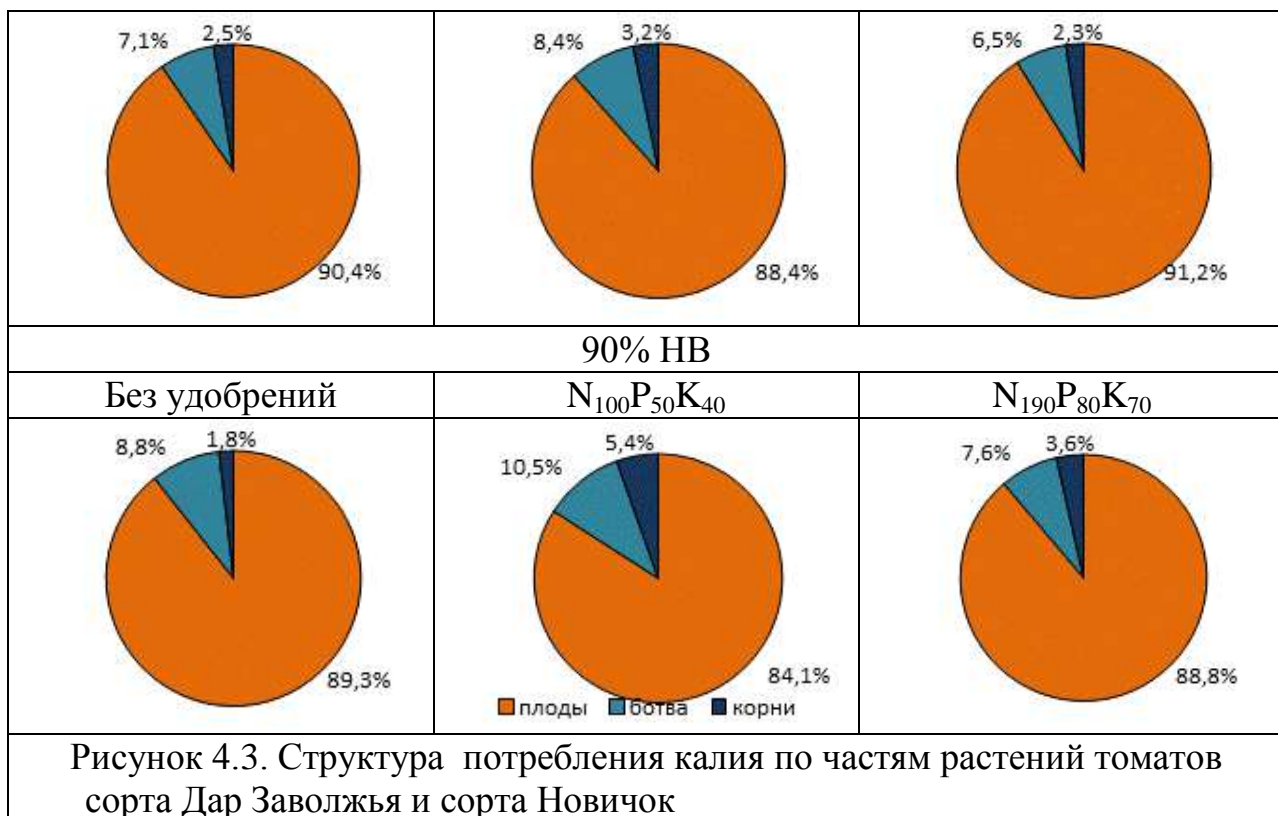 7,1% 2,5%
90,4%
8,4% 3,2%
88,4%
6,5% 2,3%
91,2%
90% НВ
Без удобрений
N₁₀₀P₅₀K₄₀
N₁₉₀P₈₀K₇₀
8,8% 1,8%
89,3%
10,5% 5,4%
84,1%
плоды ботва корни
7,6% 3,6%
88,8%
Рисунок 4.3. Структура потребления калия по частям растений томатов
сорта Дар Заволжья и сорта Новичок